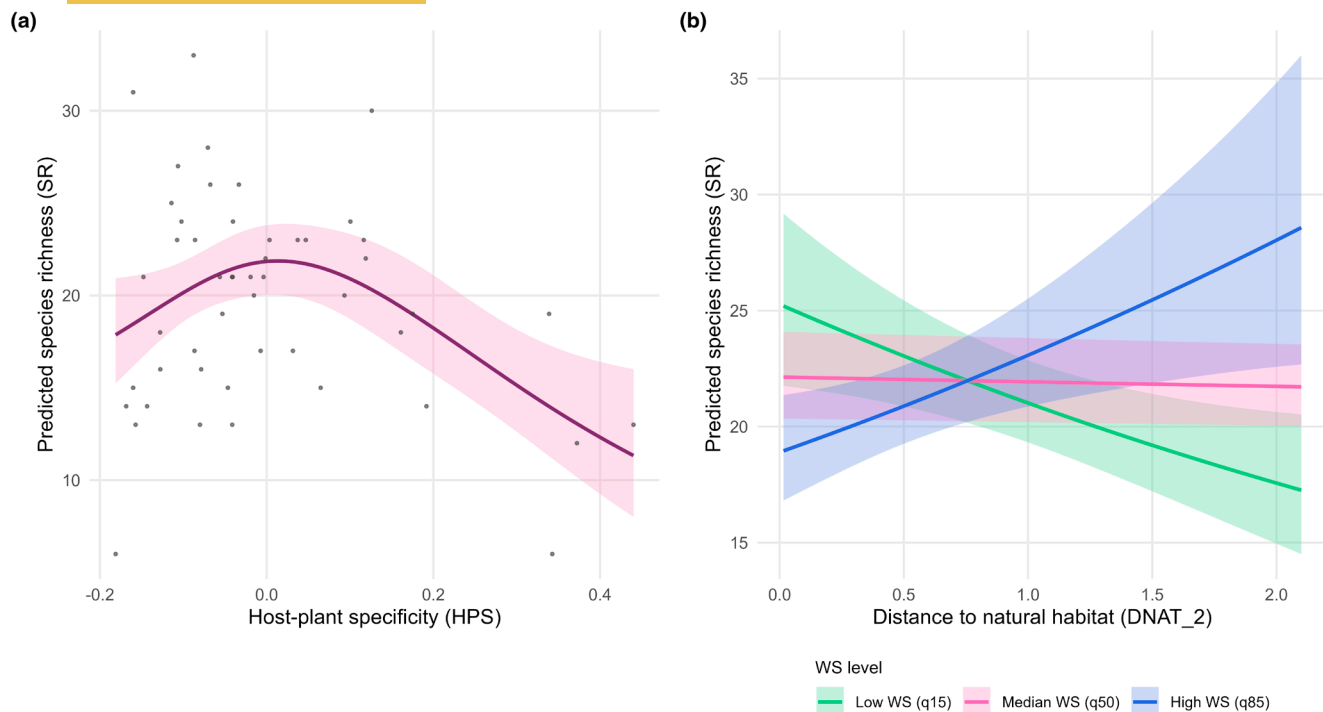 (a)
Predicted species richness (SR)
30
20
10
-0.2
0.0
0.2
0.4
Host-plant specificity (HPS)
(b)
Predicted species richness (SR)
35
30
25
20
15
0.0
0.5
1.0
1.5
2.0
Distance to natural habitat (DNAT_2)
WS level
Low WS (q15)
Median WS (q50)
High WS (q85)